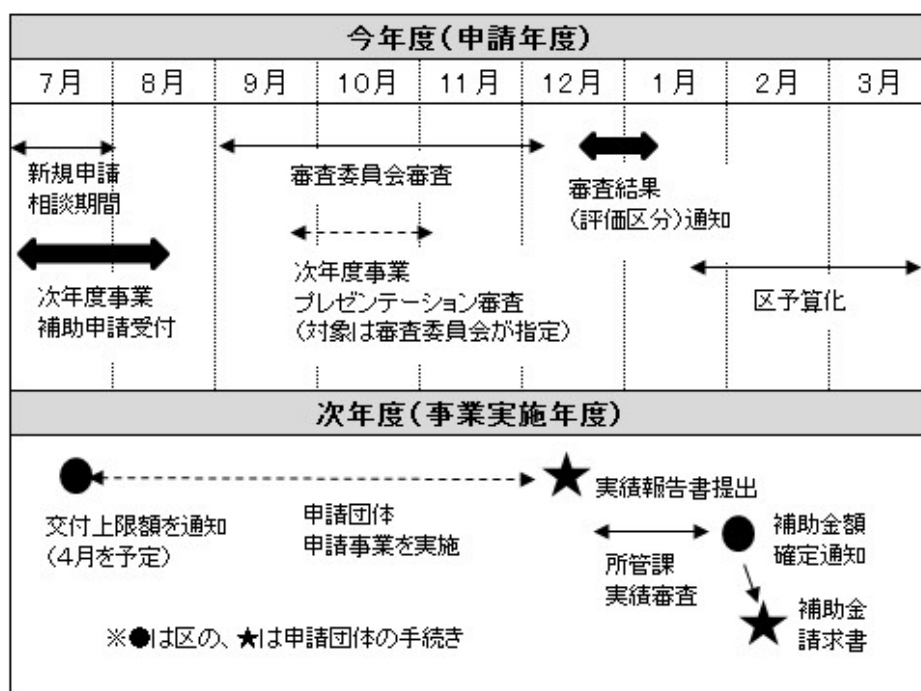 今年度(申請年度)
7月 8月 9月 10月 11月 12月 1月 2月 3月
新規申請
相談期間
次年度事業
補助申請受付
審査委員会審査
次年度事業
プレゼンテーション審査
(対象は審査委員会が指定)
審査結果
(評価区分)通知
区予算化
次年度(事業実施年度)
交付上限額を通知
(4月を予定)
申請団体
申請事業を実施
★実績報告書提出
所管課
実績審査
補助金額
確定通知
補助金
請求書
※●は区の、★は申請団体の手続き